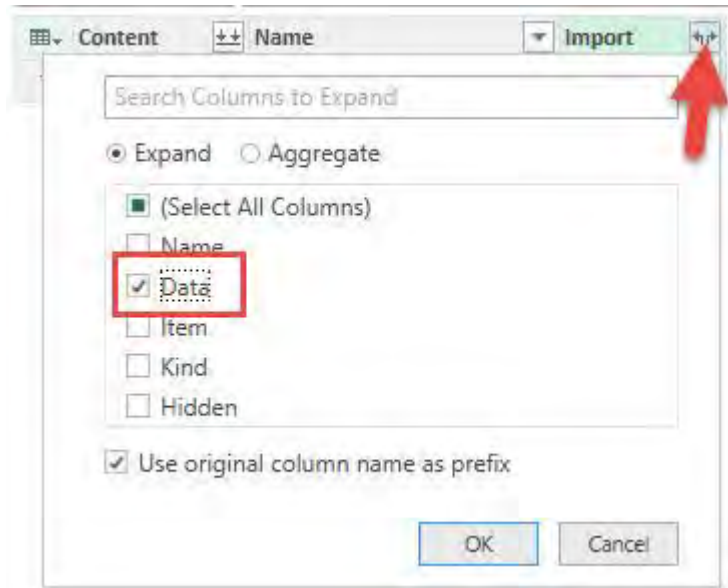 Content Name Import
Search Columns to Expand
Expand Aggregate
(Select All Columns)
Name
Data
Item
Kind
Hidden
Use original column name as prefix
OK Cancel